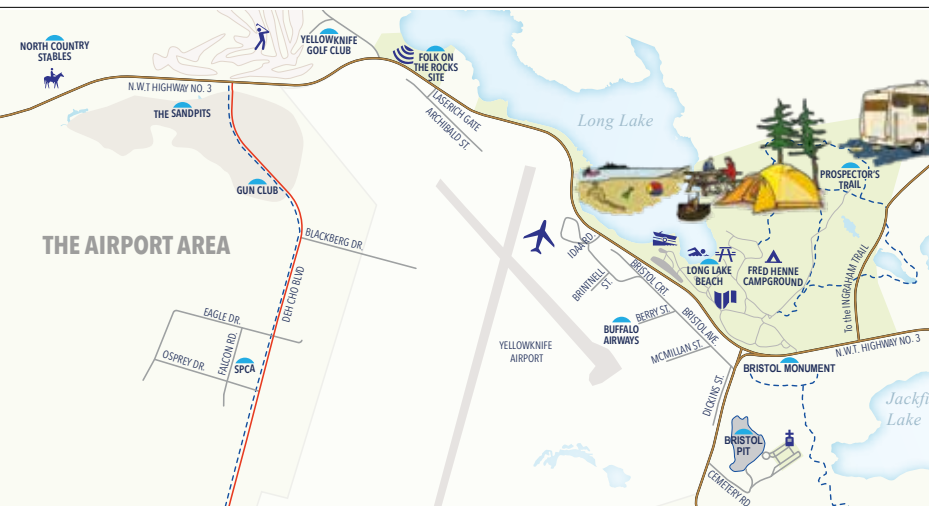 NORTH COUNTRY
STABLES
YELLOWKNIFE
GOLF CLUB
FOLK ON
THE ROCKS
SITE
N.W.T HIGHWAY NO. 3
THE SANDPITS
LASERICH GATE
ARCHIBALD ST.
Long Lake
PROSPECTOR'S
TRAIL
GUN CLUB
THE AIRPORT AREA
BLACKBERG DR.
DEH CHO BLVD
IDAA RD.
BRINTNELL
ST.
BRISTOL CRT.
LONG LAKE
BEACH
FRED HENNE
CAMPGROUND
To the INGRAHAM TRAIL
EAGLE DR.
FALCON RD.
OSPREY DR.
SPCA
YELLOWKNIFE
AIRPORT
BUFFALO
AIRWAYS
BERRY ST.
BRISTOL AVE.
MCMILLAN ST.
N.W.T. HIGHWAY NO. 3
BRISTOL MONUMENT
DICKINS ST.
Jackfi
Lake
BRISTOL
PIT
CEMETERY RD